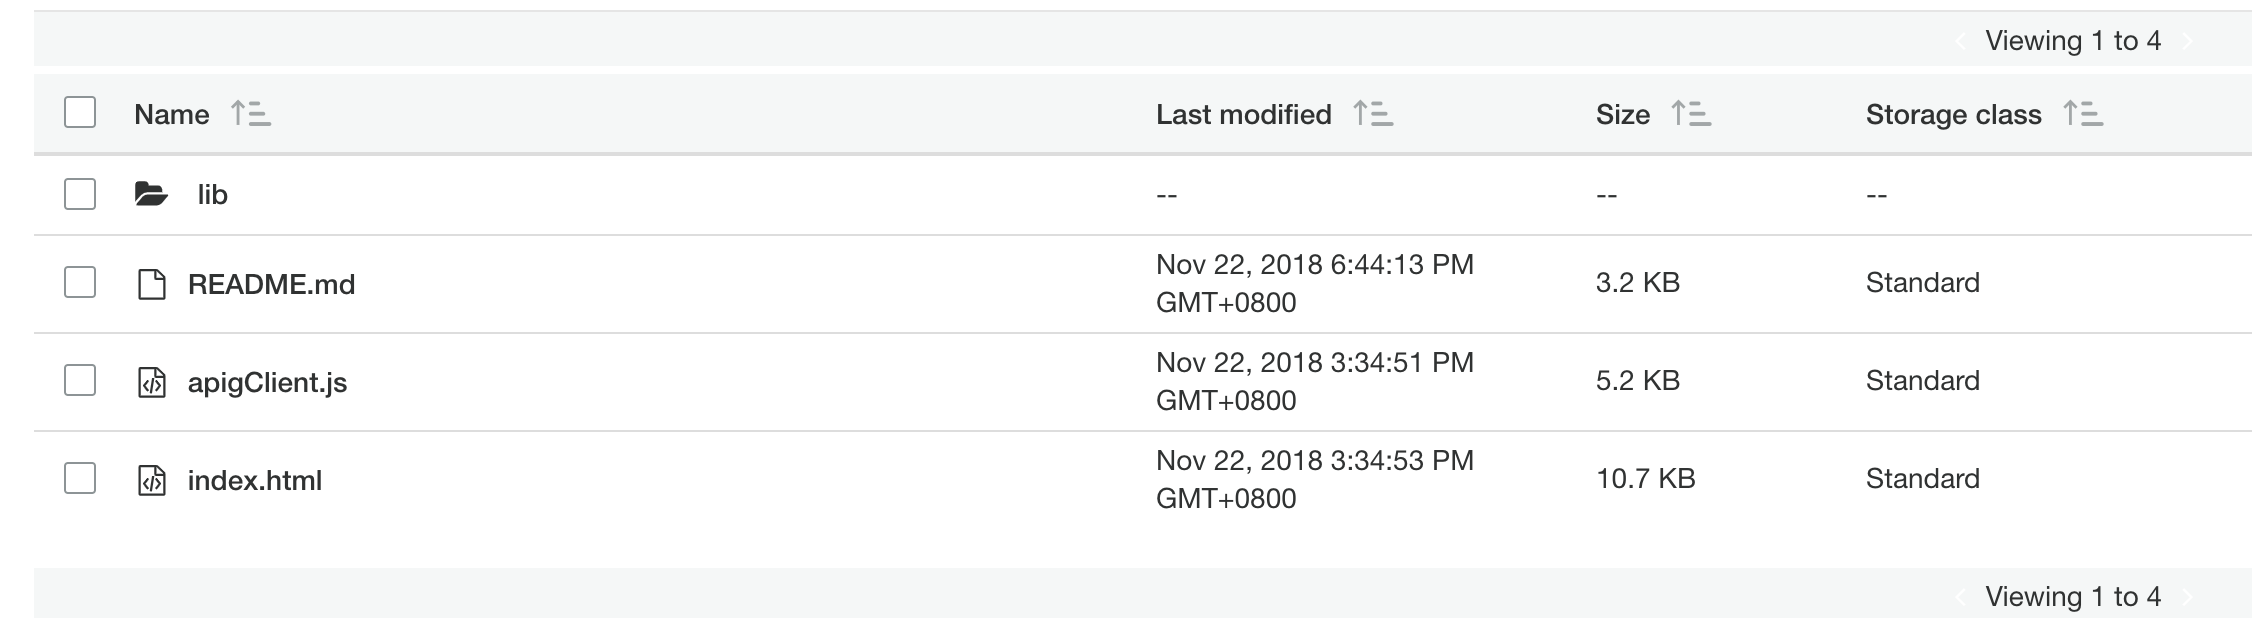 Viewing 1 to 4
Name Last modified Size Storage class
lib -- -- --
README.md Nov 22, 2018 6:44:13 PM GMT+0800 3.2 KB Standard
apigClient.js Nov 22, 2018 3:34:51 PM GMT+0800 5.2 KB Standard
index.html Nov 22, 2018 3:34:53 PM GMT+0800 10.7 KB Standard
Viewing 1 to 4